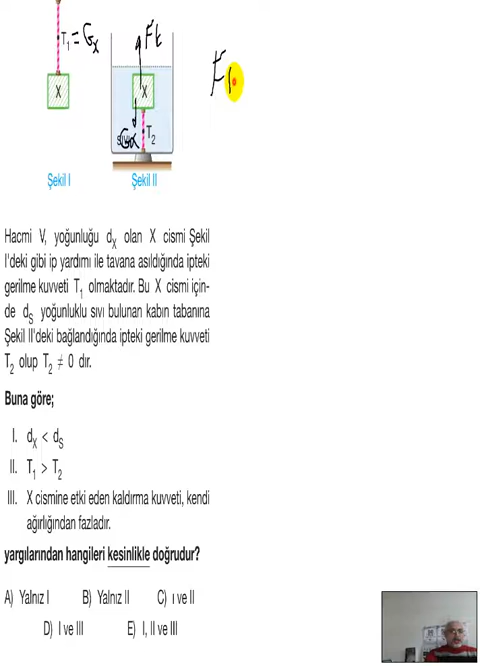 T₁ = Gₓ
Ft
F
X
X
Gₓ
T₂
Şekil I
Şekil II
Hacmi V, yoğunluğu dₓ olan X cismi Şekil
I'deki gibi ip yardımı ile tavana asıldığında ipteki
gerilme kuvveti T₁ olmaktadır. Bu X cismi için-
de dₛ yoğunluklu sıvı bulunan kabın tabanına
Şekil II'deki bağlandığında ipteki gerilme kuvveti
T₂ olup T₂ ≠ 0 dır.
Buna göre;
I. dₓ < dₛ
II. T₁ > T₂
III. X cismine etki eden kaldırma kuvveti, kendi
ağırlığından fazladır.
yargılarından hangileri kesinlikle doğrudur?
A) Yalnız I B) Yalnız II C) I ve II
D) I ve III E) I, II ve III